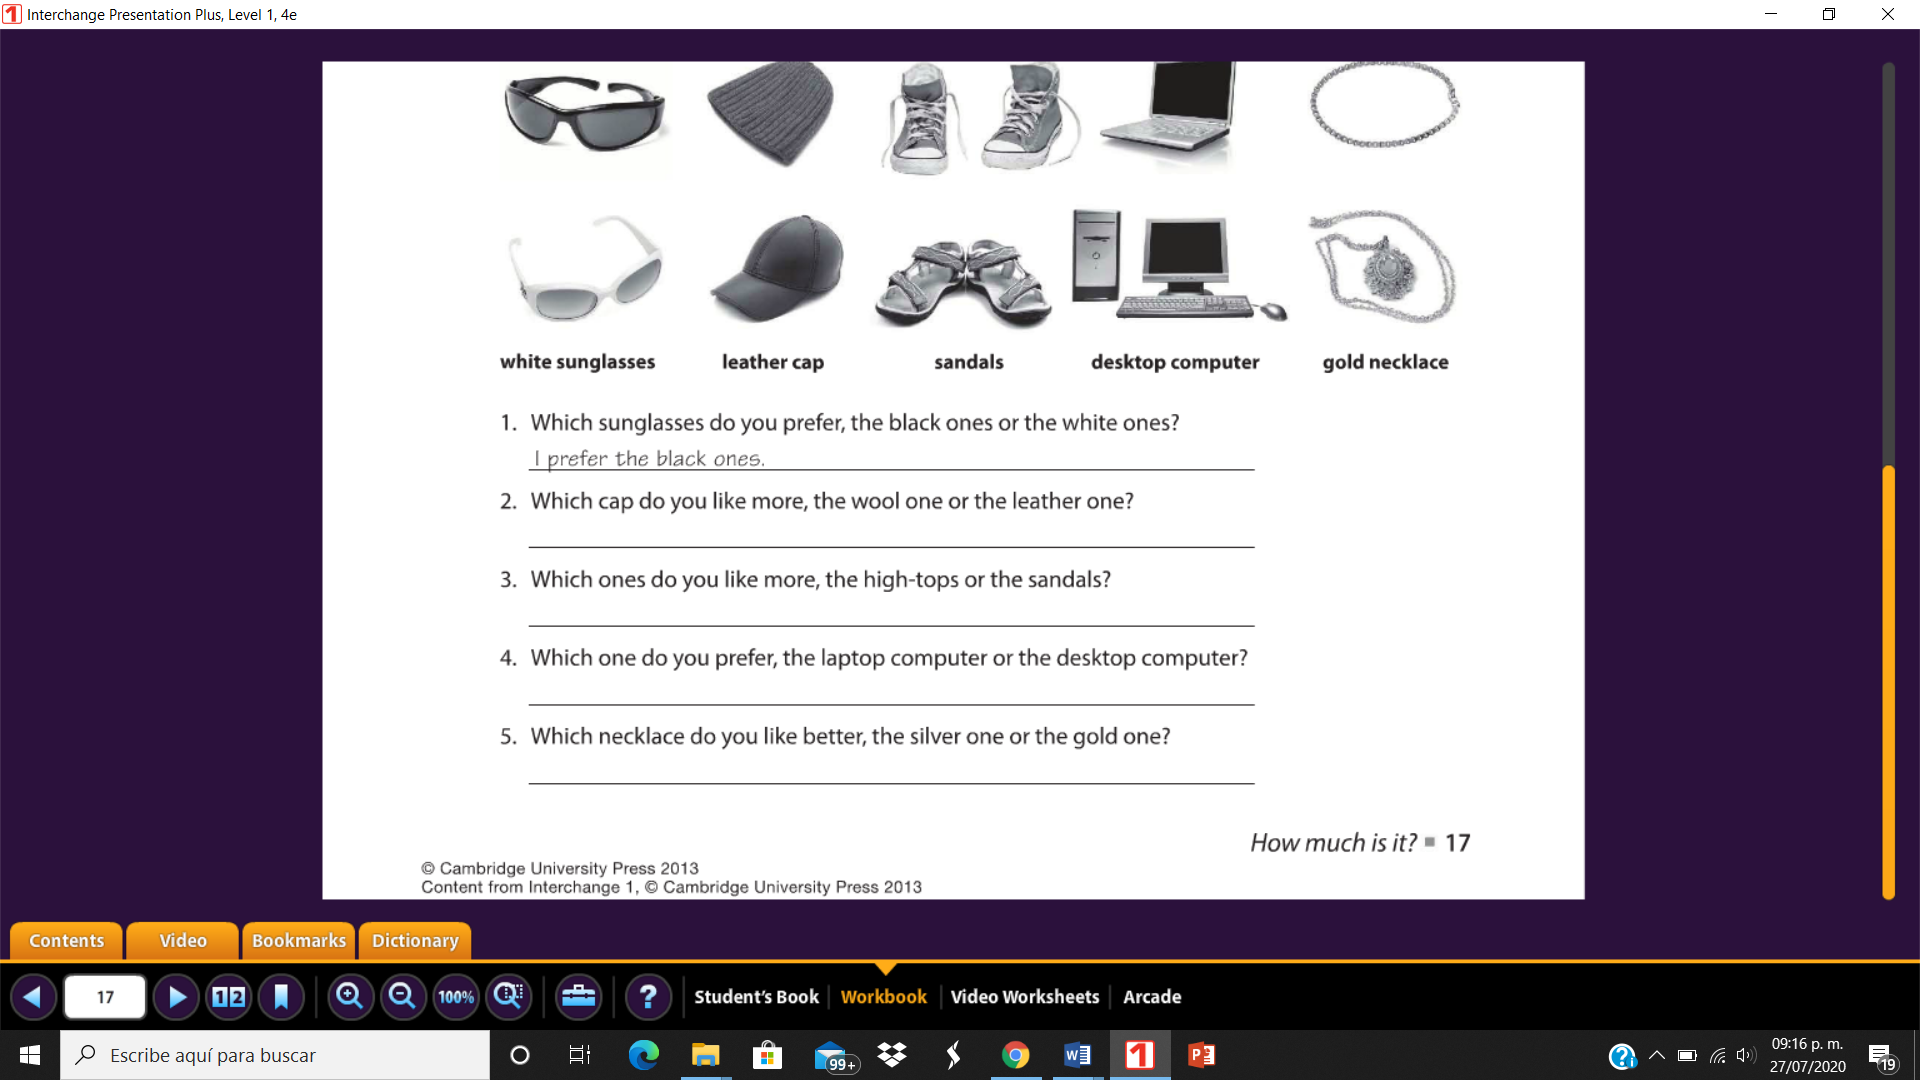 Interchange Presentation Plus, Level 1, 4e
white sunglasses leather cap sandals desktop computer gold necklace
1. Which sunglasses do you prefer, the black ones or the white ones?
I prefer the black ones.
2. Which cap do you like more, the wool one or the leather one?
3. Which ones do you like more, the high-tops or the sandals?
4. Which one do you prefer, the laptop computer or the desktop computer?
5. Which necklace do you like better, the silver one or the gold one?
How much is it? ■ 17
© Cambridge University Press 2013
Content from Interchange 1, © Cambridge University Press 2013
Contents Video Bookmarks Dictionary
17 12 100% ? Student's Book Workbook Video Worksheets Arcade
Escribe aquí para buscar
99+
09:16 p. m.
27/07/2020
19